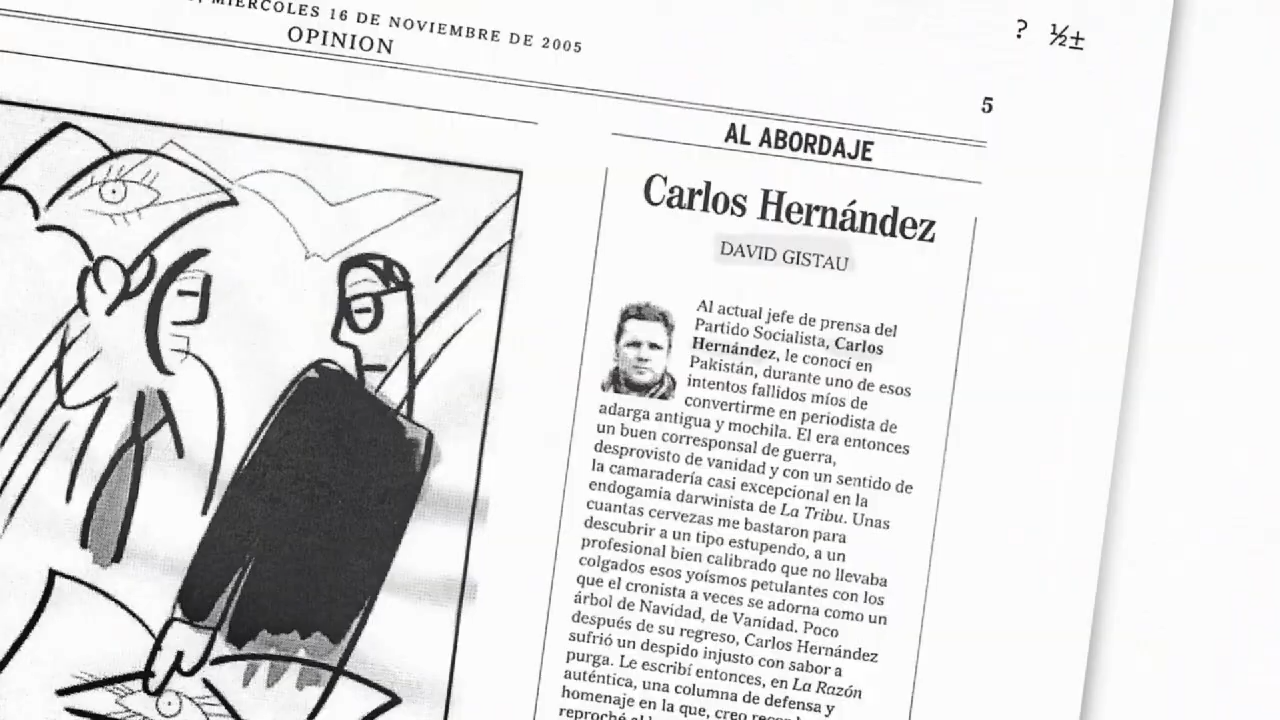 MIÉRCOLES 16 DE NOVIEMBRE DE 2005
OPINION
? ½±
5
AL ABORDAJE
Carlos Hernández
DAVID GISTAU
Al actual jefe de prensa del
Partido Socialista, Carlos
Hernández, le conocí en
Pakistán, durante uno de esos
intentos fallidos míos de
convertirme en periodista de
adarga antigua y mochila. El era entonces
un buen corresponsal de guerra,
desprovisto de vanidad y con un sentido de
la camaradería casi excepcional en la
endogamia darwinista de La Tribu. Unas
cuantas cervezas me bastaron para
descubrir a un tipo estupendo, a un
profesional bien calibrado que no llevaba
colgados esos yoísmos petulantes con los
que el cronista a veces se adorna como un
árbol de Navidad, de Vanidad. Poco
después de su regreso, Carlos Hernández
sufrió un despido injusto con sabor a
purga. Le escribí entonces, en La Razón
auténtica, una columna de defensa y
homenaje en la que, creo
reproché al